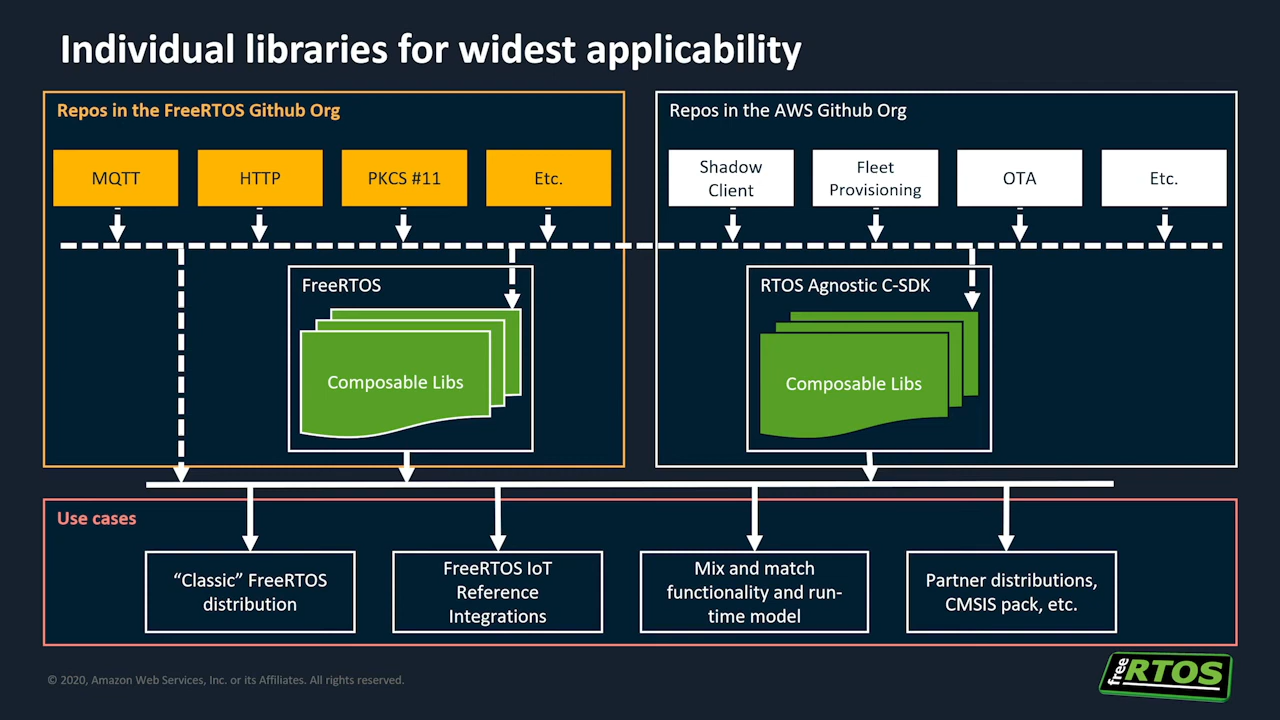 Individual libraries for widest applicability
Repos in the FreeRTOS Github Org
MQTT
HTTP
PKCS #11
Etc.
FreeRTOS
Composable Libs
Repos in the AWS Github Org
Shadow
Client
Fleet
Provisioning
OTA
Etc.
RTOS Agnostic C-SDK
Composable Libs
Use cases
“Classic” FreeRTOS
distribution
FreeRTOS IoT
Reference
Integrations
Mix and match
functionality and run-
time model
Partner distributions,
CMSIS pack, etc.
© 2020, Amazon Web Services, Inc. or its Affiliates. All rights reserved.
free RTOS